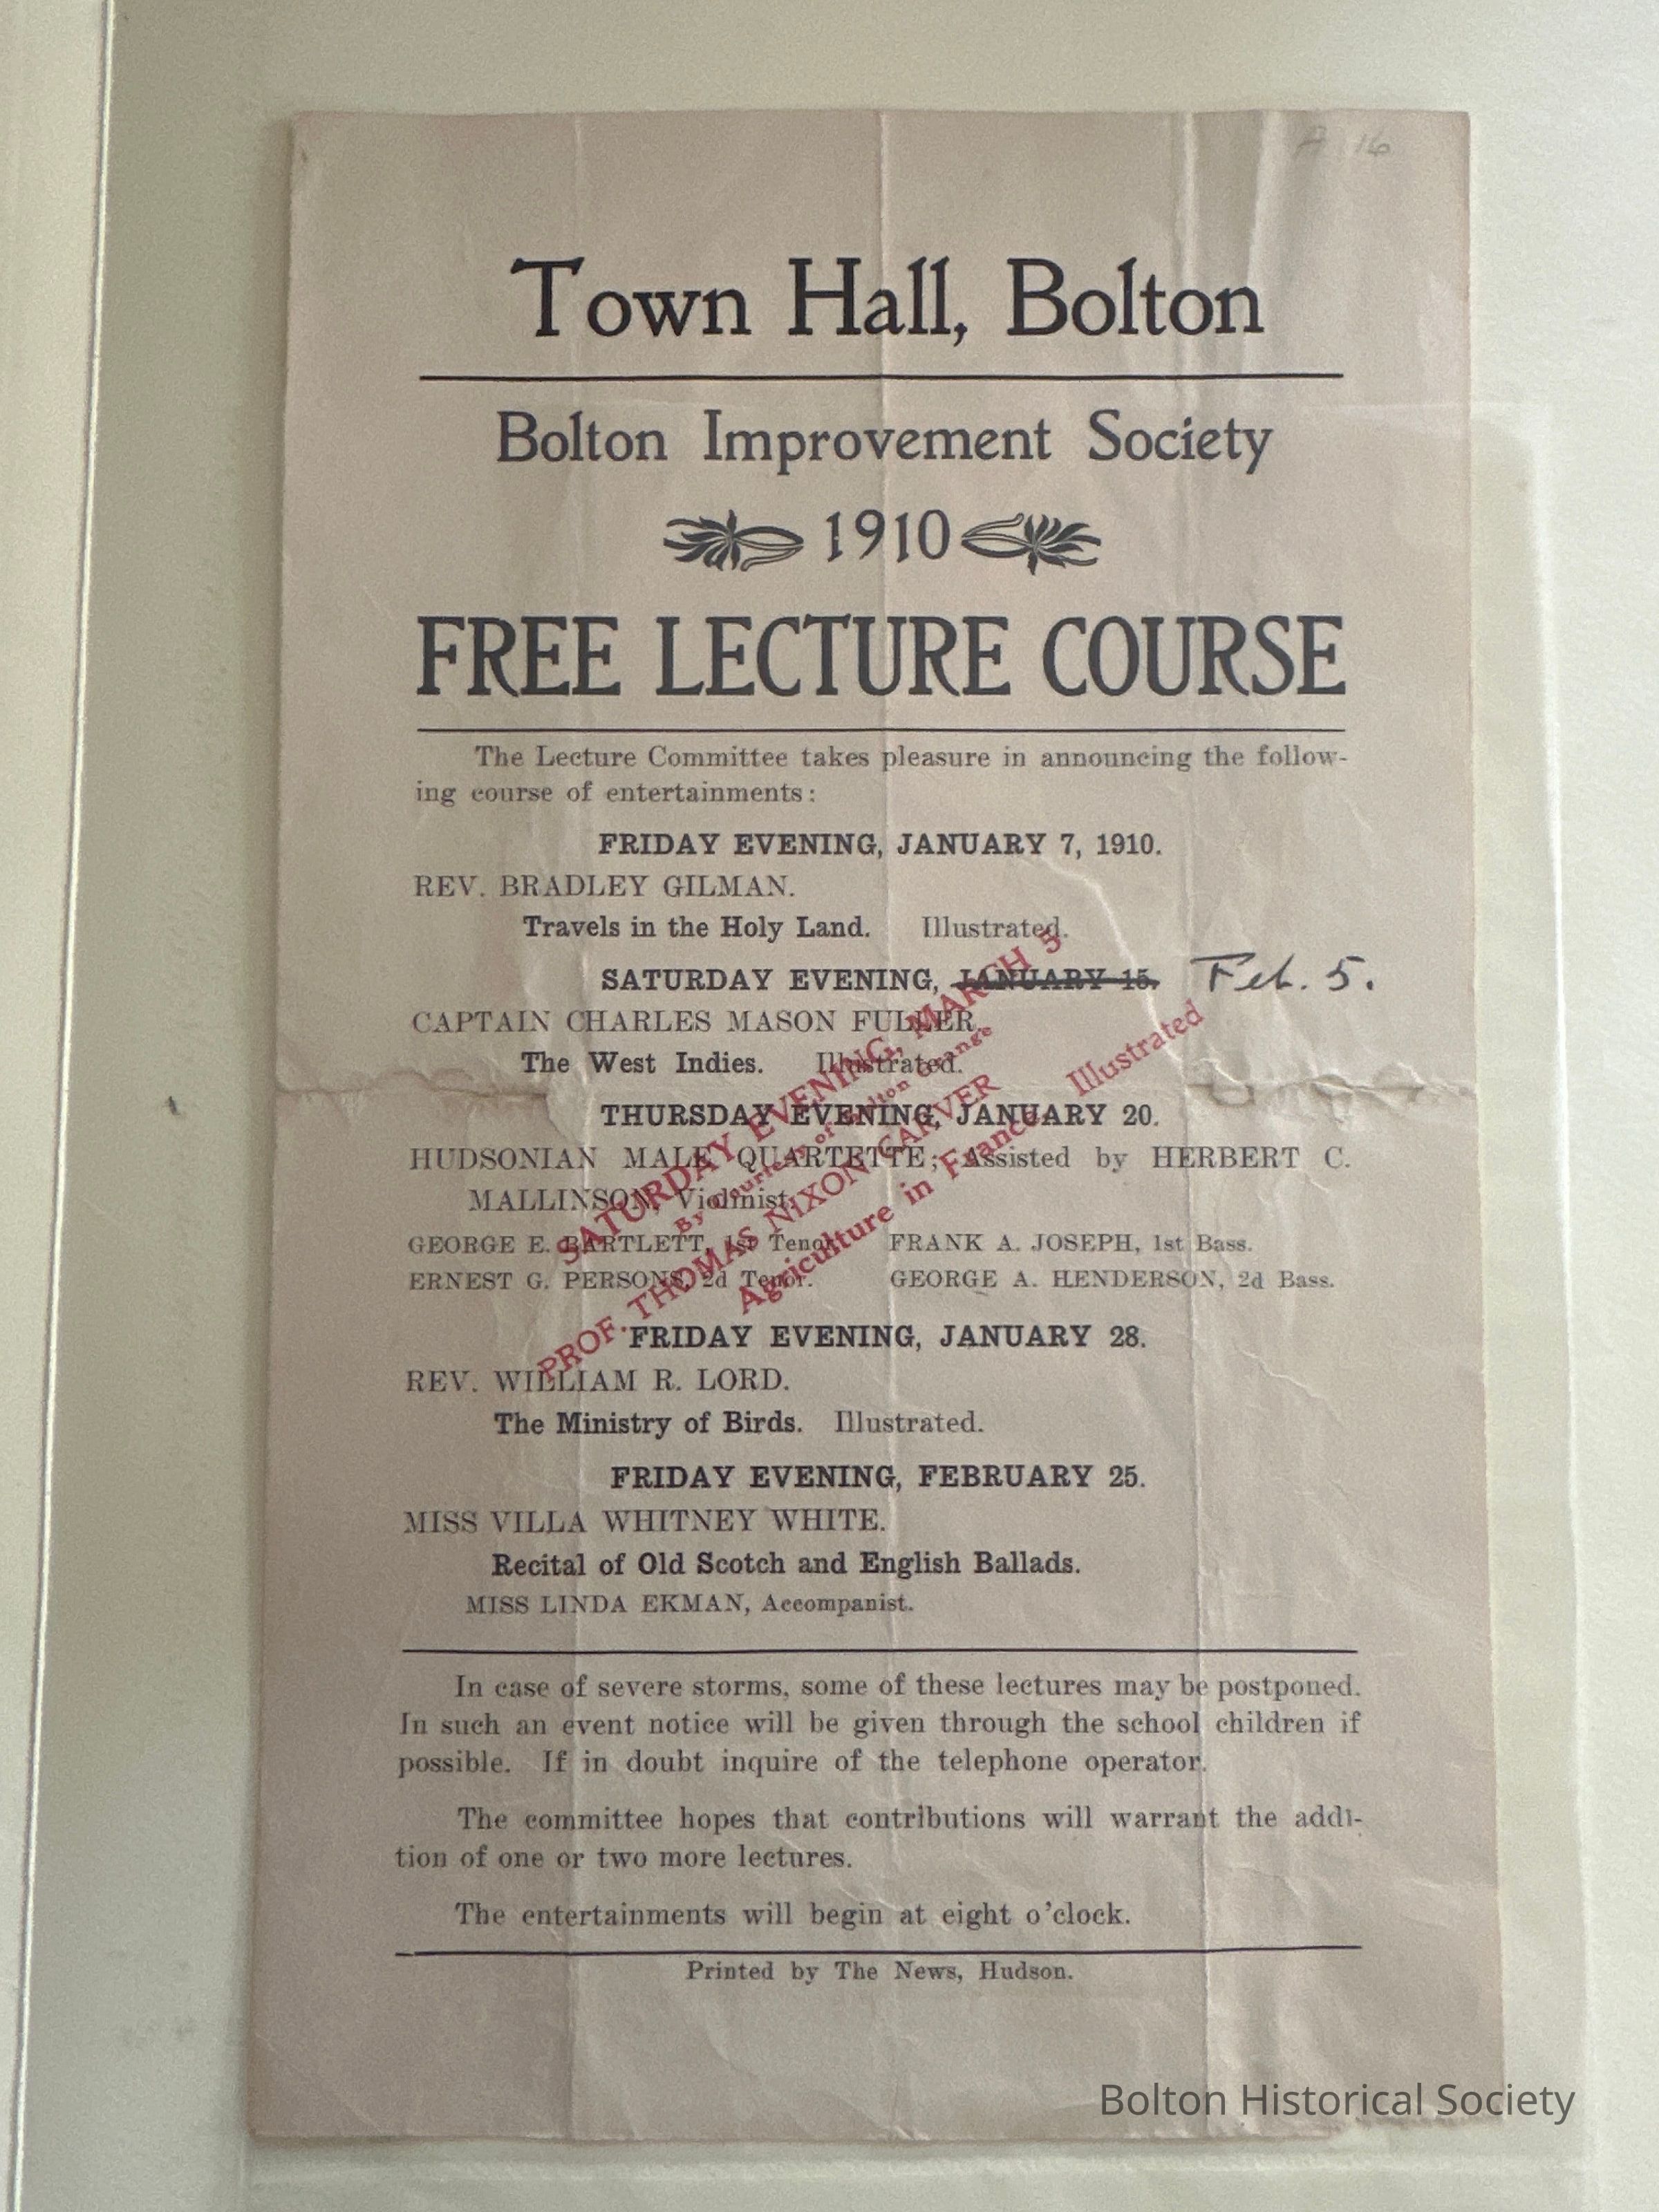 A 16
Town Hall, Bolton
Bolton Improvement Society
1910
FREE LECTURE COURSE
The Lecture Committee takes pleasure in announcing the follow-
ing course of entertainments:
FRIDAY EVENING, JANUARY 7, 1910.
REV. BRADLEY GILMAN.
Travels in the Holy Land. Illustrated.
SATURDAY EVENING, JANUARY 15. Feb. 5.
CAPTAIN CHARLES MASON FULLER.
The West Indies. Illustrated.
THURSDAY EVENING, JANUARY 20.
HUDSONIAN MALE QUARTETTE; Assisted by HERBERT C.
MALLINSON, Violinist.
GEORGE E. BARTLETT, 1st Tenor. FRANK A. JOSEPH, 1st Bass.
ERNEST G. PERSONS, 2d Tenor. GEORGE A. HENDERSON, 2d Bass.
SATURDAY EVENING, MARCH 5
By Courtesy of Bolton Grange
PROF. THOMAS NIXON CARVER
Agriculture in France. Illustrated
FRIDAY EVENING, JANUARY 28.
REV. WILLIAM R. LORD.
The Ministry of Birds. Illustrated.
FRIDAY EVENING, FEBRUARY 25.
MISS VILLA WHITNEY WHITE.
Recital of Old Scotch and English Ballads.
MISS LINDA EKMAN, Accompanist.
In case of severe storms, some of these lectures may be postponed.
In such an event notice will be given through the school children if
possible. If in doubt inquire of the telephone operator.
The committee hopes that contributions will warrant the addi-
tion of one or two more lectures.
The entertainments will begin at eight o'clock.
Printed by The News, Hudson.
Bolton Historical Society